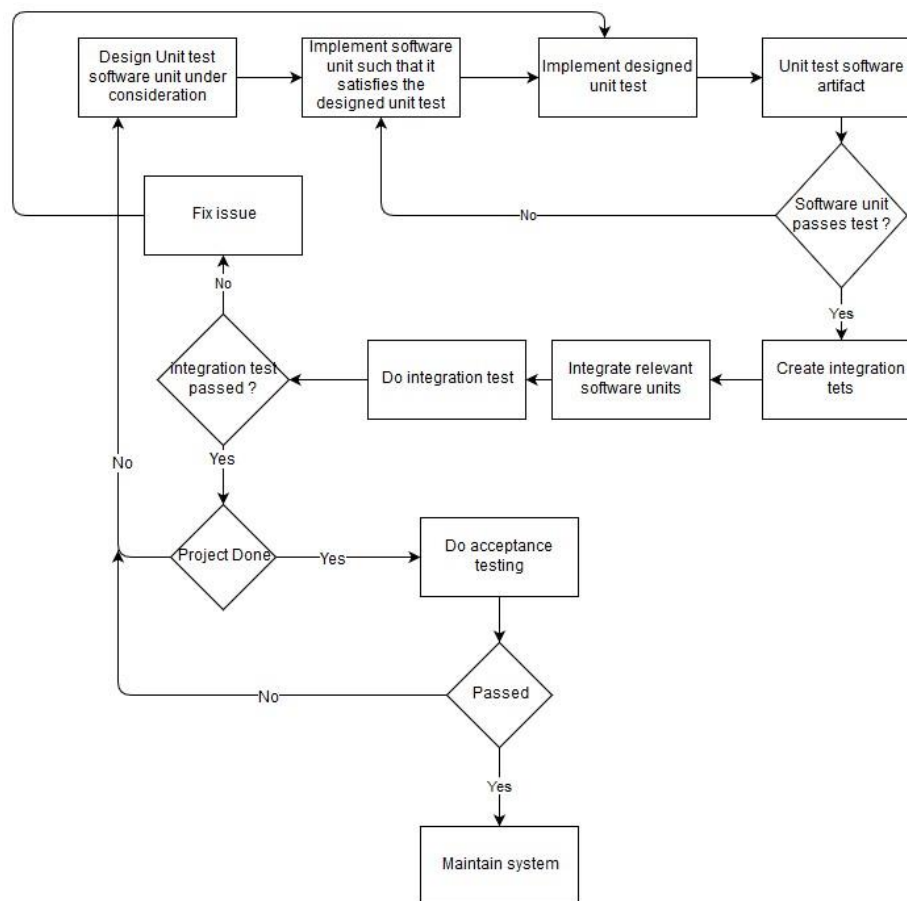 Design Unit test
software unit under
consideration
Implement software
unit such that it
satisfies the
designed unit test
Implement designed
unit test
Unit test software
artifact
Fix issue
No
Software unit
passes test ?
No
Yes
integration test
passed ?
Do integration test
Integrate relevant
software units
Create integration
tets
Yes
No
Project Done
Yes
Do acceptance
testing
No
Passed
Yes
Maintain system